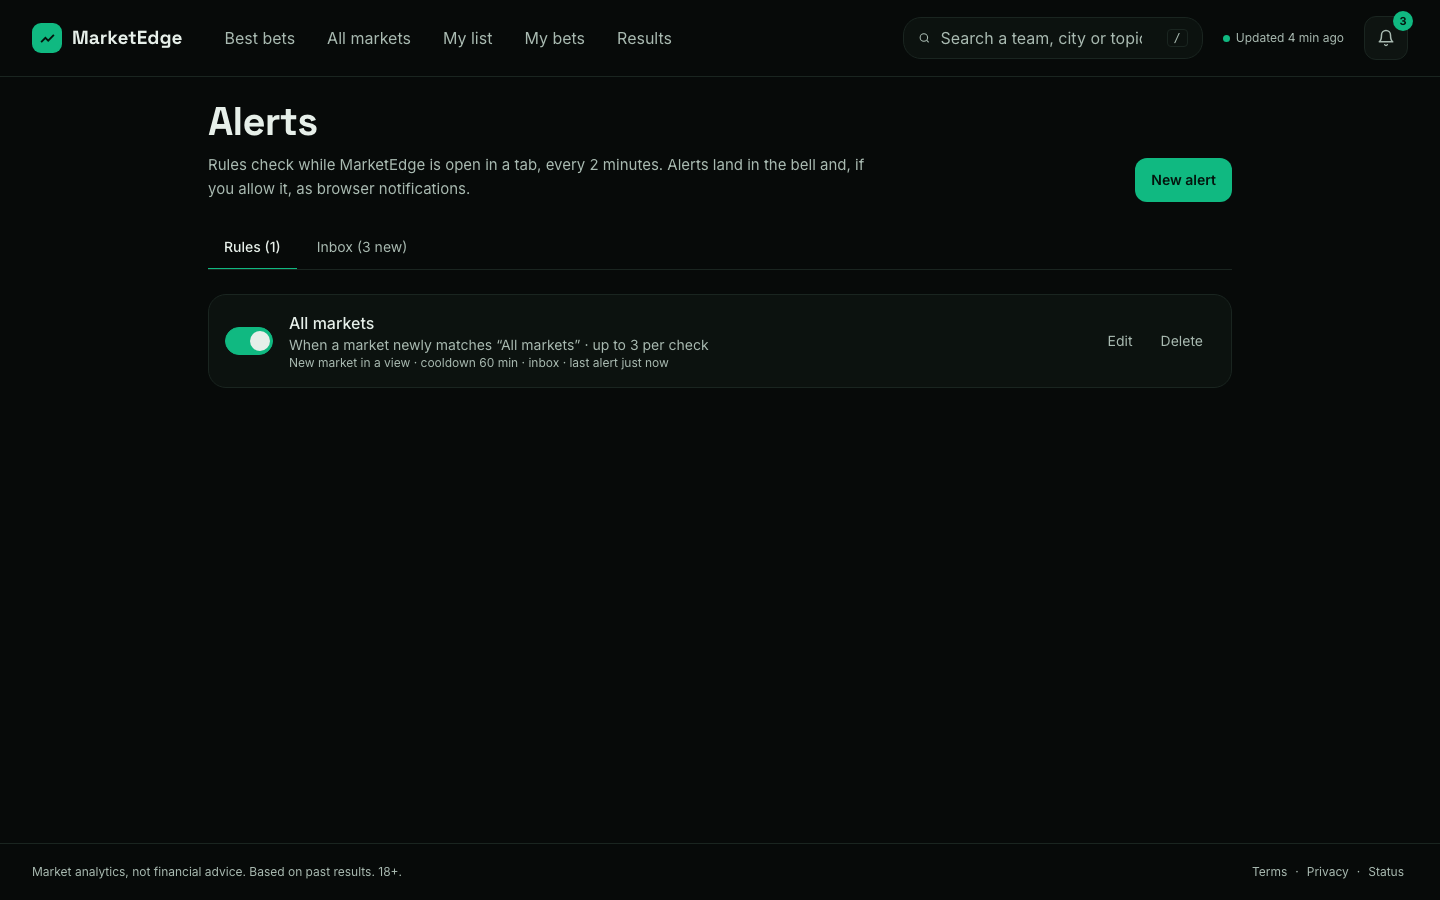 MarketEdge
Best bets
All markets
My list
My bets
Results
Search a team, city or topic
/
Updated 4 min ago
3
Alerts
Rules check while MarketEdge is open in a tab, every 2 minutes. Alerts land in the bell and, if
you allow it, as browser notifications.
New alert
Rules (1)
Inbox (3 new)
All markets
When a market newly matches “All markets” · up to 3 per check
New market in a view · cooldown 60 min · inbox · last alert just now
Edit
Delete
Market analytics, not financial advice. Based on past results. 18+.
Terms · Privacy · Status